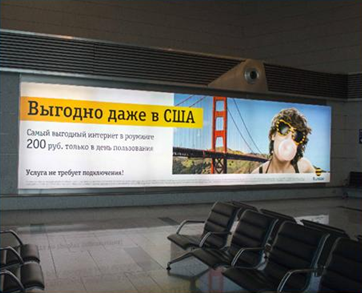 Выгодно даже в США
Самый выгодный интернет в роуминге
200 руб. только в день пользования
Услуга не требует подключения!